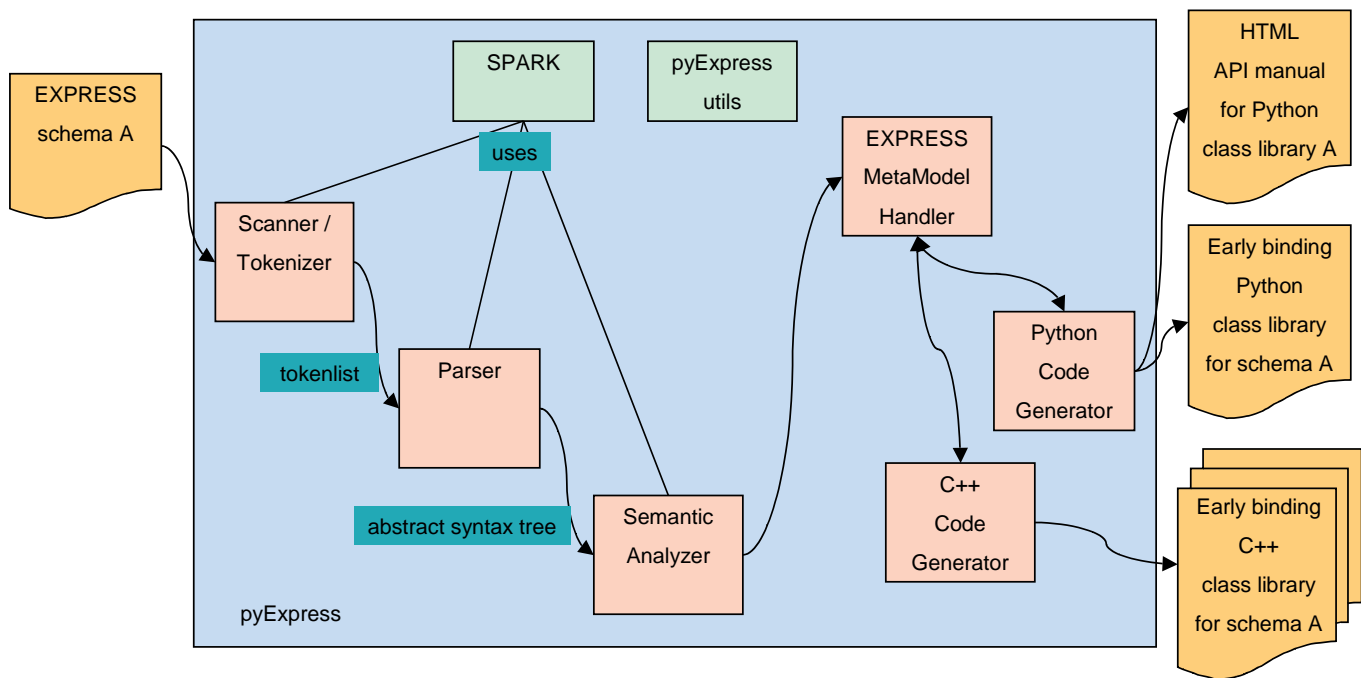 EXPRESS
schema A
SPARK
pyExpress
utils
uses
Scanner /
Tokenizer
tokenlist
Parser
abstract syntax tree
Semantic
Analyzer
EXPRESS
MetaModel
Handler
Python
Code
Generator
C++
Code
Generator
pyExpress
HTML
API manual
for Python
class library A
Early binding
Python
class library
for schema A
Early binding
C++
class library
for schema A